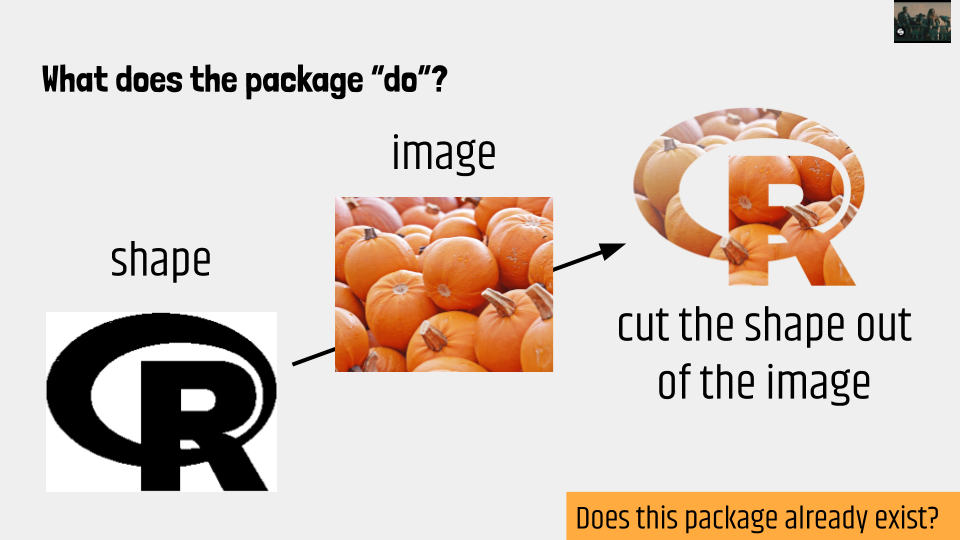 What does the package “do”?
image
shape
R
R
cut the shape out
of the image
Does this package already exist?